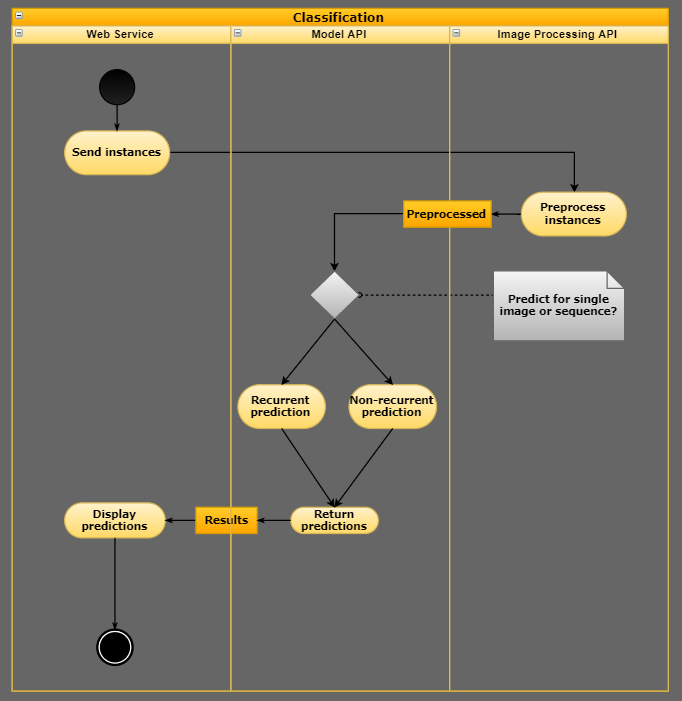 Classification
Web Service
Model API
Image Processing API
Send instances
Preprocess
instances
Preprocessed
Predict for single
image or sequence?
Recurrent
prediction
Non-recurrent
prediction
Display
predictions
Results
Return
predictions